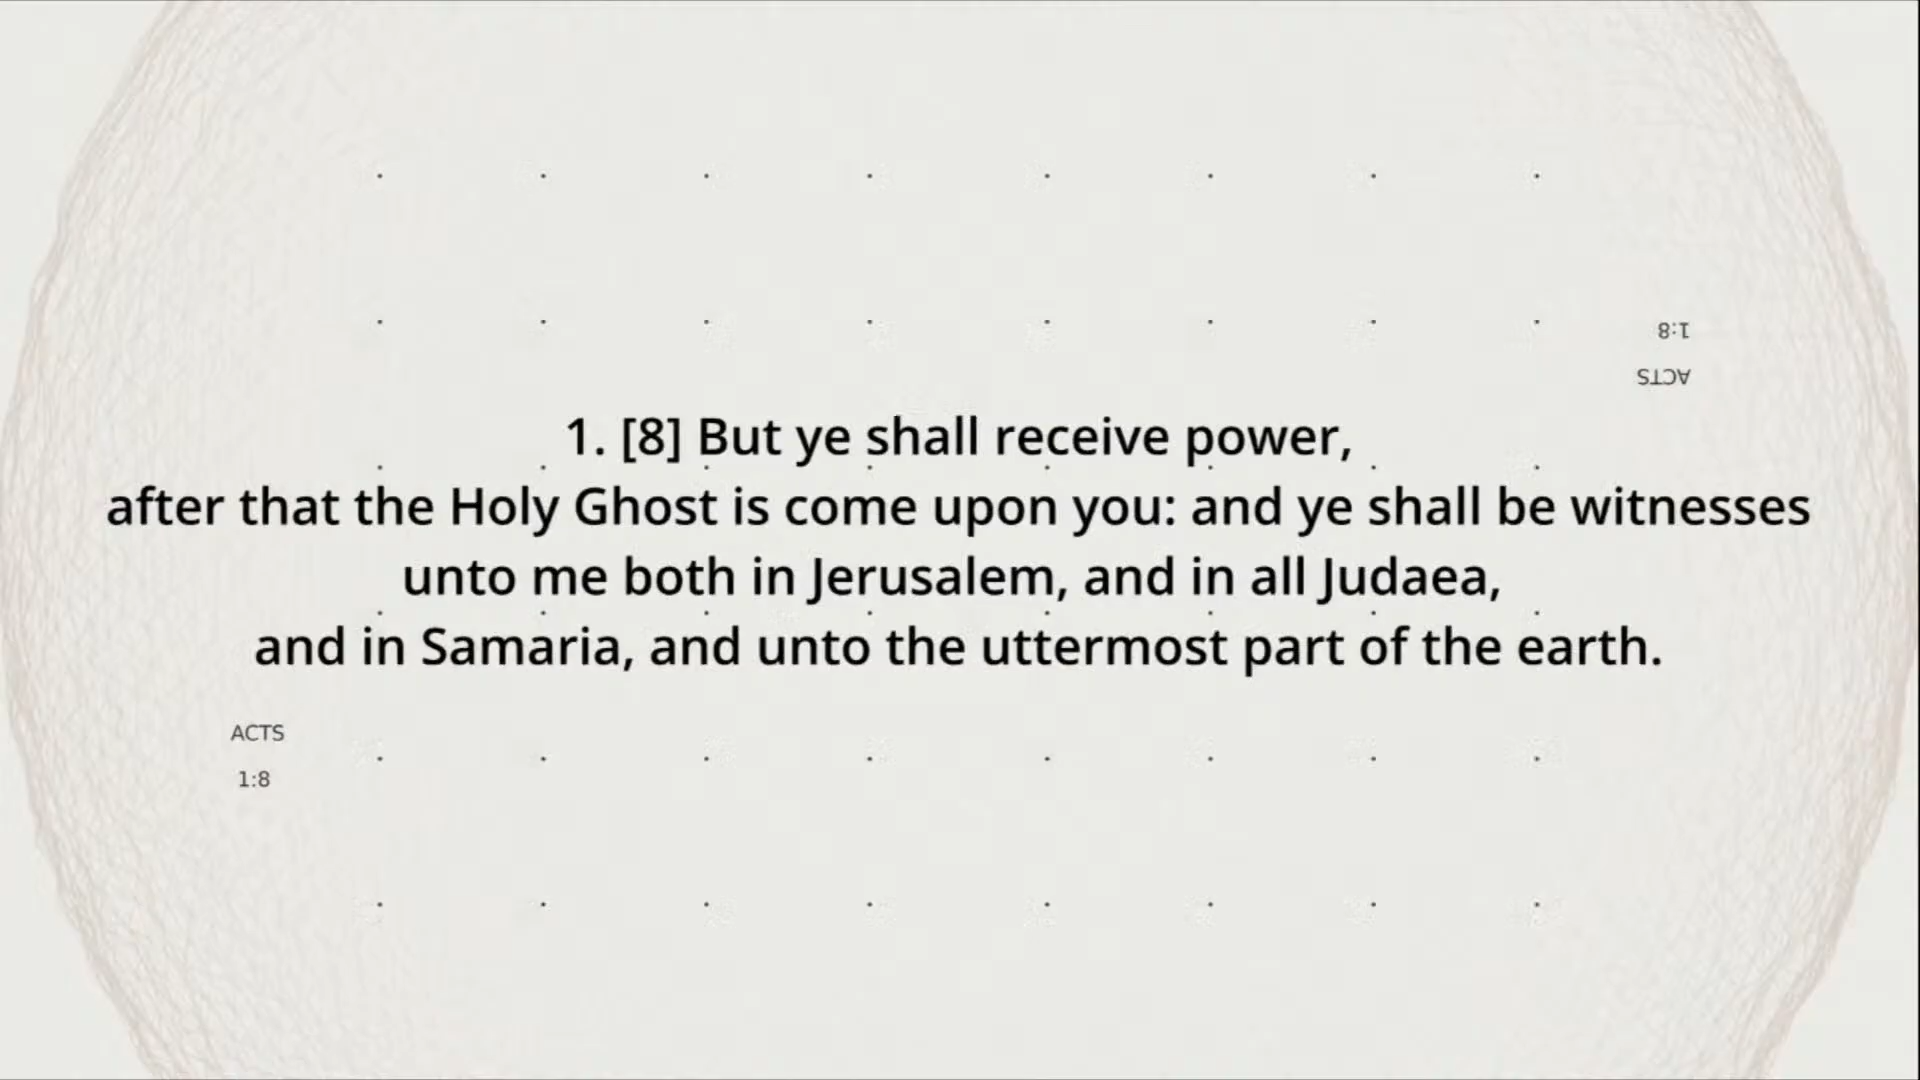 1:8
ACTS
1. [8] But ye shall receive power,
after that the Holy Ghost is come upon you: and ye shall be witnesses
unto me both in Jerusalem, and in all Judaea,
and in Samaria, and unto the uttermost part of the earth.
ACTS
1:8